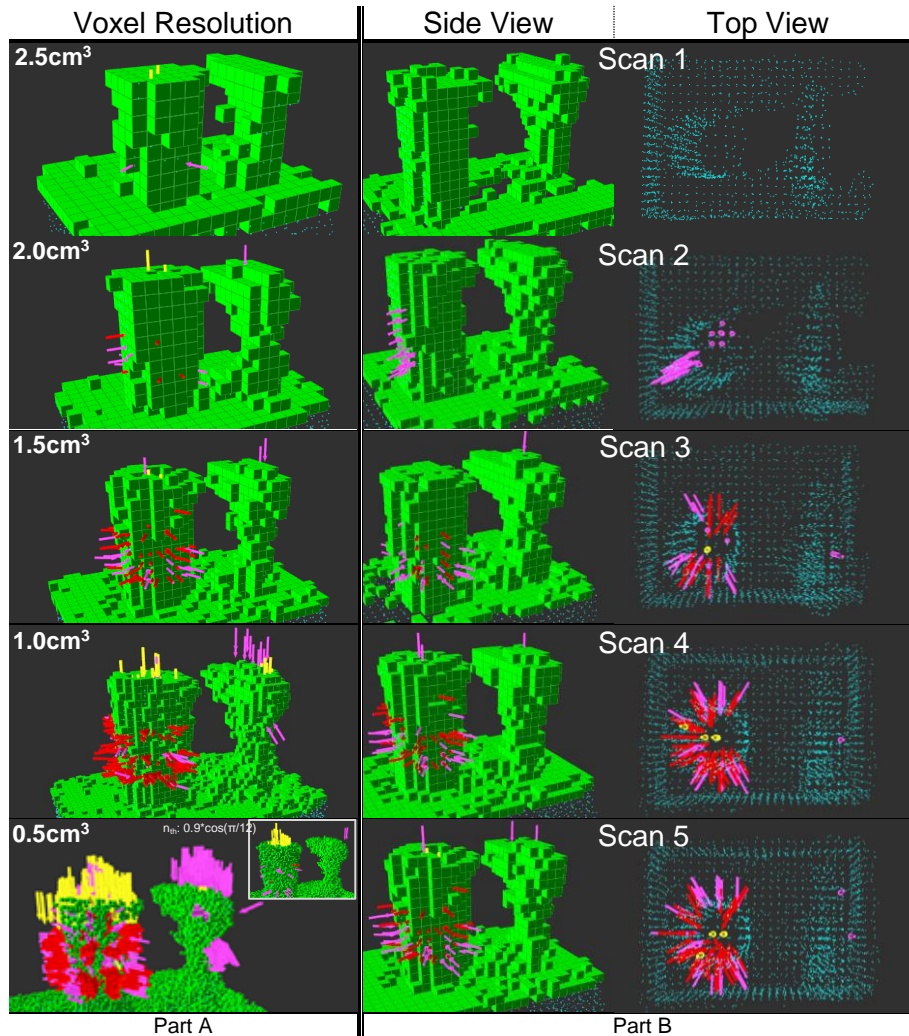 Voxel Resolution
Side View
Top View
2.5cm³
Scan 1
2.0cm³
Scan 2
1.5cm³
Scan 3
1.0cm³
Scan 4
0.5cm³
nth: 0.9*cos(π/12)
Scan 5
Part A
Part B